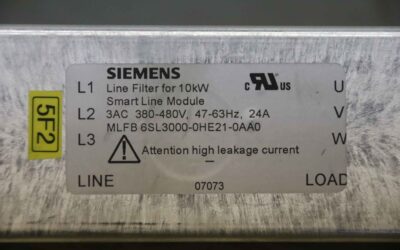 SIEMENS
L1 Line Filter for 10kW U
Smart Line Module
c RU US
L2 3AC 380-480V, 47-63Hz, 24A V
MLFB 6SL3000-0HE21-0AA0
L3 W
Attention high leakage current
LINE 07073 LOAD
5F2